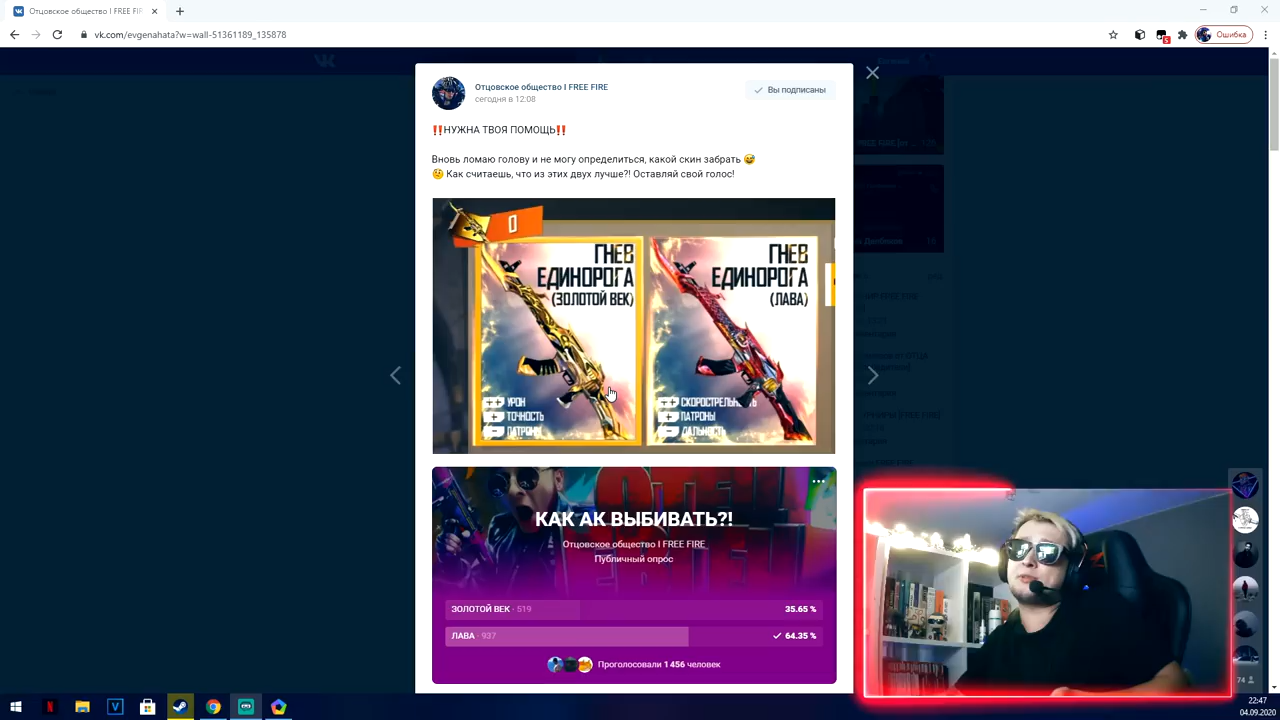 Отцовское общество I FREE FIR
vk.com/evgenahata?w=wall-51361189_135878
5
Ошибка
Отцовское общество I FREE FIRE
сегодня в 12:08
Вы подписаны
‼НУЖНА ТВОЯ ПОМОЩЬ‼
Вновь ломаю голову и не могу определиться, какой скин забрать 😅
🤔 Как считаешь, что из этих двух лучше?! Оставляй свой голос!
0
ГНЕВ
ЕДИНОРОГА
(ЗОЛОТОЙ ВЕК)
++ УРОН
+ ТОЧНОСТЬ
- ПАТРОНЫ
ГНЕВ
ЕДИНОРОГА
(ЛАВА)
++ СКОРОСТРЕЛЬНОСТЬ
+ ПАТРОНЫ
- ДАЛЬНОСТЬ
КАК АК ВЫБИВАТЬ?!
Отцовское общество I FREE FIRE
Публичный опрос
ЗОЛОТОЙ ВЕК · 519 35.65 %
ЛАВА · 937 64.35 %
Проголосовали 1 456 человек
74
22:47
04.09.2020